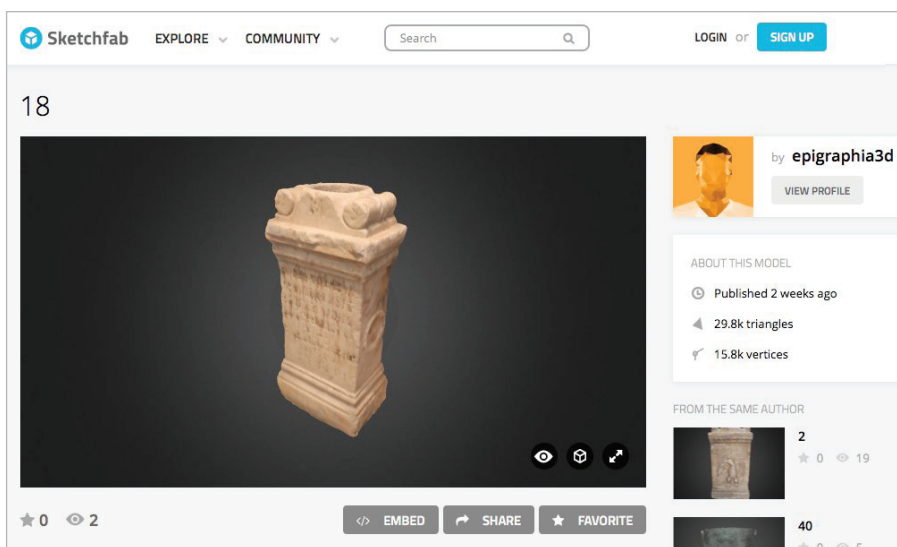 Sketchfab EXPLORE COMMUNITY Search LOGIN or SIGN UP
18
by epigraphia3d
VIEW PROFILE
ABOUT THIS MODEL
Published 2 weeks ago
29.8k triangles
15.8k vertices
FROM THE SAME AUTHOR
2
0 19
40
0 5
0 2 </> EMBED SHARE FAVORITE